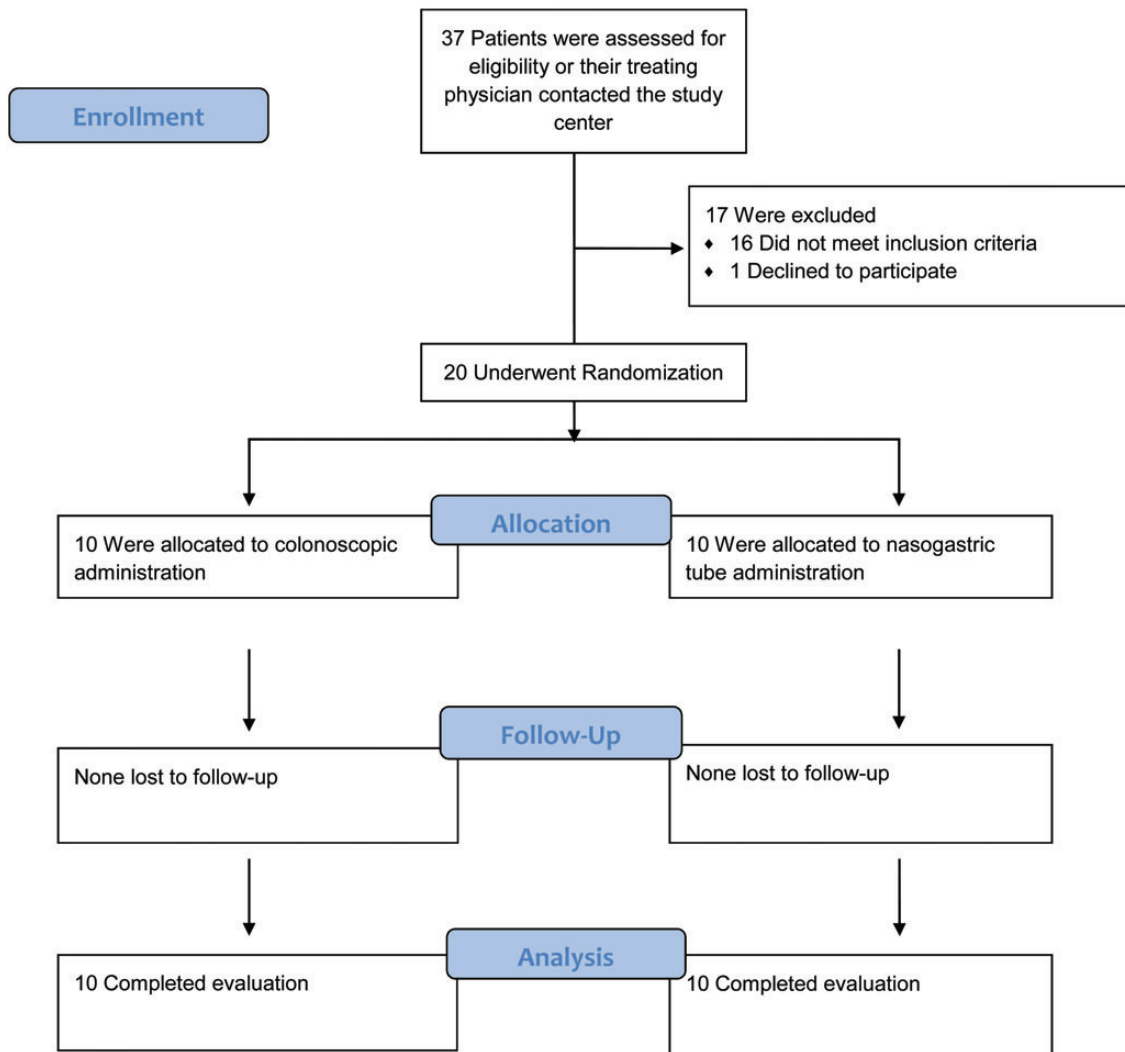 37 Patients were assessed for
eligibility or their treating
physician contacted the study
center
Enrollment
17 Were excluded
♦ 16 Did not meet inclusion criteria
♦ 1 Declined to participate
20 Underwent Randomization
Allocation
10 Were allocated to colonoscopic
administration
10 Were allocated to nasogastric
tube administration
Follow-Up
None lost to follow-up
None lost to follow-up
Analysis
10 Completed evaluation
10 Completed evaluation